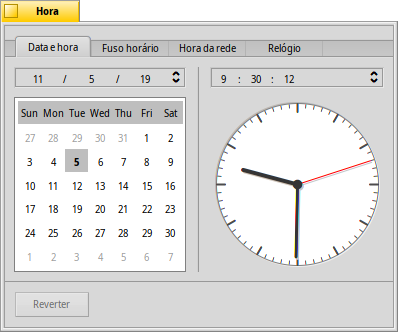 Hora
Data e hora Fuso horário Hora da rede Relógio
11 / 5 / 19 9 : 30 : 12
Sun Mon Tue Wed Thu Fri Sat
27 28 29 30 31 1 2
3 4 5 6 7 8 9
10 11 12 13 14 15 16
17 18 19 20 21 22 23
24 25 26 27 28 29 30
1 2 3 4 5 6 7
Reverter